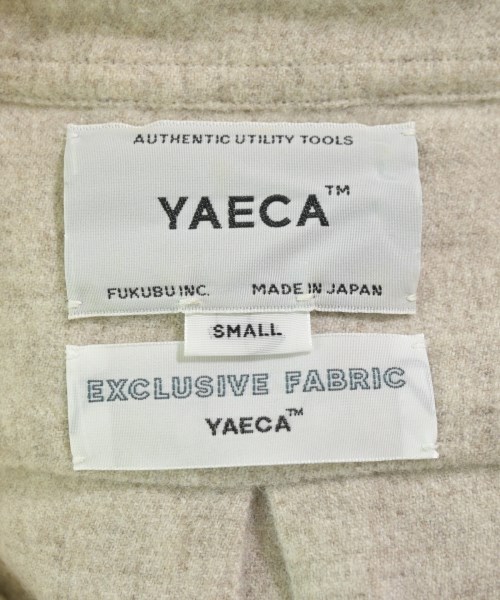 AUTHENTIC UTILITY TOOLS
YAECA™
FUKUBU INC. MADE IN JAPAN
SMALL
EXCLUSIVE FABRIC
YAECA™